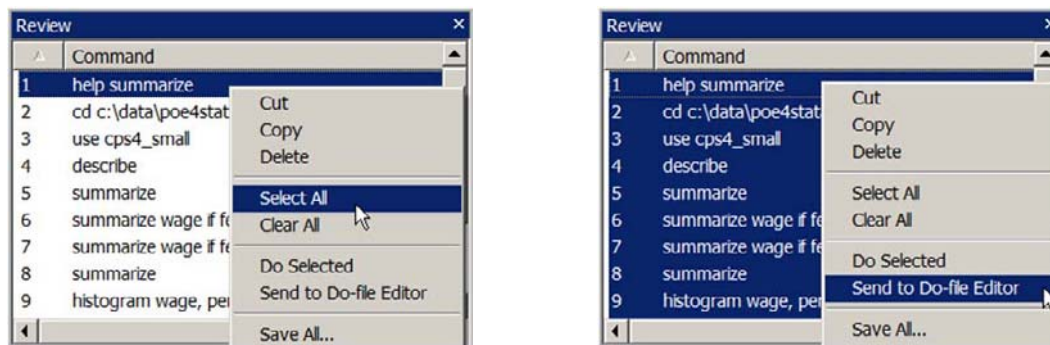 Review ×
Command
1 help summarize
2 cd c:\data\poe4stat
3 use cps4_small
4 describe
5 summarize
6 summarize wage if fe
7 summarize wage if fe
8 summarize
9 histogram wage, per
Cut
Copy
Delete
Select All
Clear All
Do Selected
Send to Do-file Editor
Save All...
Review ×
Command
1 help summarize
2 cd c:\data\poe4stat
3 use cps4_small
4 describe
5 summarize
6 summarize wage if fe
7 summarize wage if fe
8 summarize
9 histogram wage, per
Cut
Copy
Delete
Select All
Clear All
Do Selected
Send to Do-file Editor
Save All...